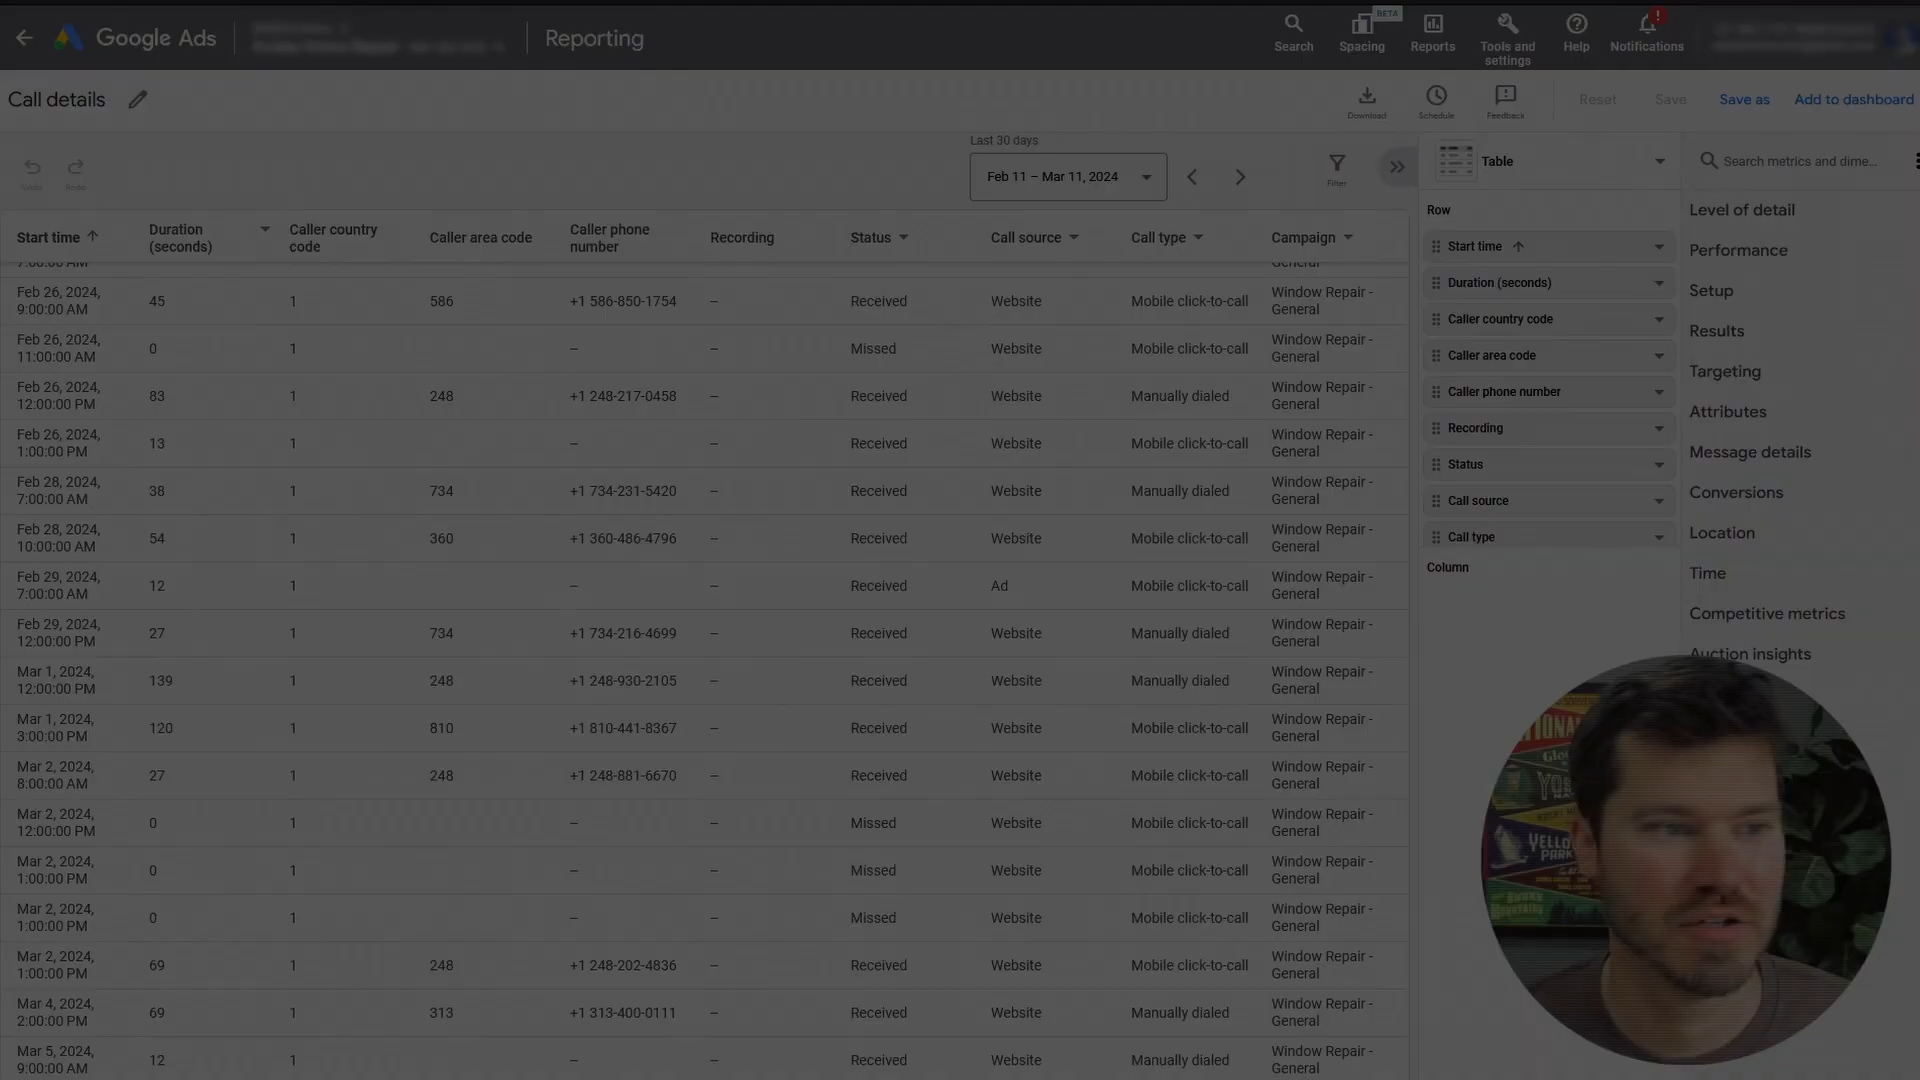 Google Ads
Reporting
Search
BETA
Spacing
Reports
Tools and
settings
Help
!
Notifications
Call details
Download
Schedule
Feedback
Reset
Save
Save as
Add to dashboard
Undo
Redo
Last 30 days
Feb 11 – Mar 11, 2024
Filter
Table
Search metrics and dime...
Start time
Duration
(seconds)
Caller country
code
Caller area code
Caller phone
number
Recording
Status
Call source
Call type
Campaign
7:00:00 AM
General
Feb 26, 2024,
9:00:00 AM
45 1 586 +1 586-850-1754 – Received Website Mobile click-to-call
Window Repair -
General
Feb 26, 2024,
11:00:00 AM
0 1 – – Missed Website Mobile click-to-call
Window Repair -
General
Feb 26, 2024,
12:00:00 PM
83 1 248 +1 248-217-0458 – Received Website Manually dialed
Window Repair -
General
Feb 26, 2024,
1:00:00 PM
13 1 – – Received Website Mobile click-to-call
Window Repair -
General
Feb 28, 2024,
7:00:00 AM
38 1 734 +1 734-231-5420 – Received Website Manually dialed
Window Repair -
General
Feb 28, 2024,
10:00:00 AM
54 1 360 +1 360-486-4796 – Received Website Mobile click-to-call
Window Repair -
General
Feb 29, 2024,
7:00:00 AM
12 1 – – Received Ad Mobile click-to-call
Window Repair -
General
Feb 29, 2024,
12:00:00 PM
27 1 734 +1 734-216-4699 – Received Website Manually dialed
Window Repair -
General
Mar 1, 2024,
12:00:00 PM
139 1 248 +1 248-930-2105 – Received Website Manually dialed
Window Repair -
General
Mar 1, 2024,
3:00:00 PM
120 1 810 +1 810-441-8367 – Received Website Mobile click-to-call
Window Repair -
General
Mar 2, 2024,
8:00:00 AM
27 1 248 +1 248-881-6670 – Received Website Mobile click-to-call
Window Repair -
General
Mar 2, 2024,
12:00:00 PM
0 1 – – Missed Website Mobile click-to-call
Window Repair -
General
Mar 2, 2024,
1:00:00 PM
0 1 – – Missed Website Mobile click-to-call
Window Repair -
General
Mar 2, 2024,
1:00:00 PM
0 1 – – Missed Website Mobile click-to-call
Window Repair -
General
Mar 2, 2024,
1:00:00 PM
69 1 248 +1 248-202-4836 – Received Website Mobile click-to-call
Window Repair -
General
Mar 4, 2024,
2:00:00 PM
69 1 313 +1 313-400-0111 – Received Website Manually dialed
Window Repair -
General
Mar 5, 2024,
9:00:00 AM
12 1 – – Received Website Manually dialed
Window Repair -
General
Row
Start time
Duration (seconds)
Caller country code
Caller area code
Caller phone number
Recording
Status
Call source
Call type
Column
Level of detail
Performance
Setup
Results
Targeting
Attributes
Message details
Conversions
Location
Time
Competitive metrics
Auction insights